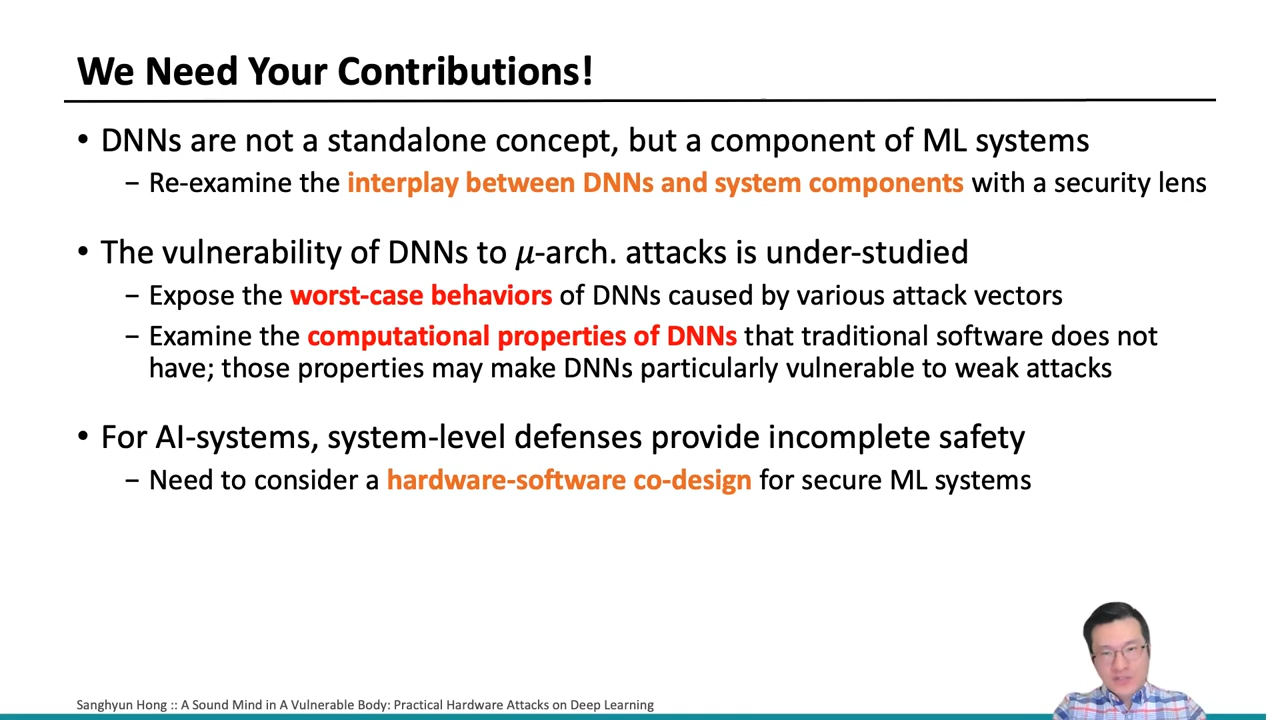 We Need Your Contributions!
• DNNs are not a standalone concept, but a component of ML systems
– Re-examine the interplay between DNNs and system components with a security lens
• The vulnerability of DNNs to μ-arch. attacks is under-studied
– Expose the worst-case behaviors of DNNs caused by various attack vectors
– Examine the computational properties of DNNs that traditional software does not
have; those properties may make DNNs particularly vulnerable to weak attacks
• For AI-systems, system-level defenses provide incomplete safety
– Need to consider a hardware-software co-design for secure ML systems
Sanghyun Hong :: A Sound Mind in A Vulnerable Body: Practical Hardware Attacks on Deep Learning